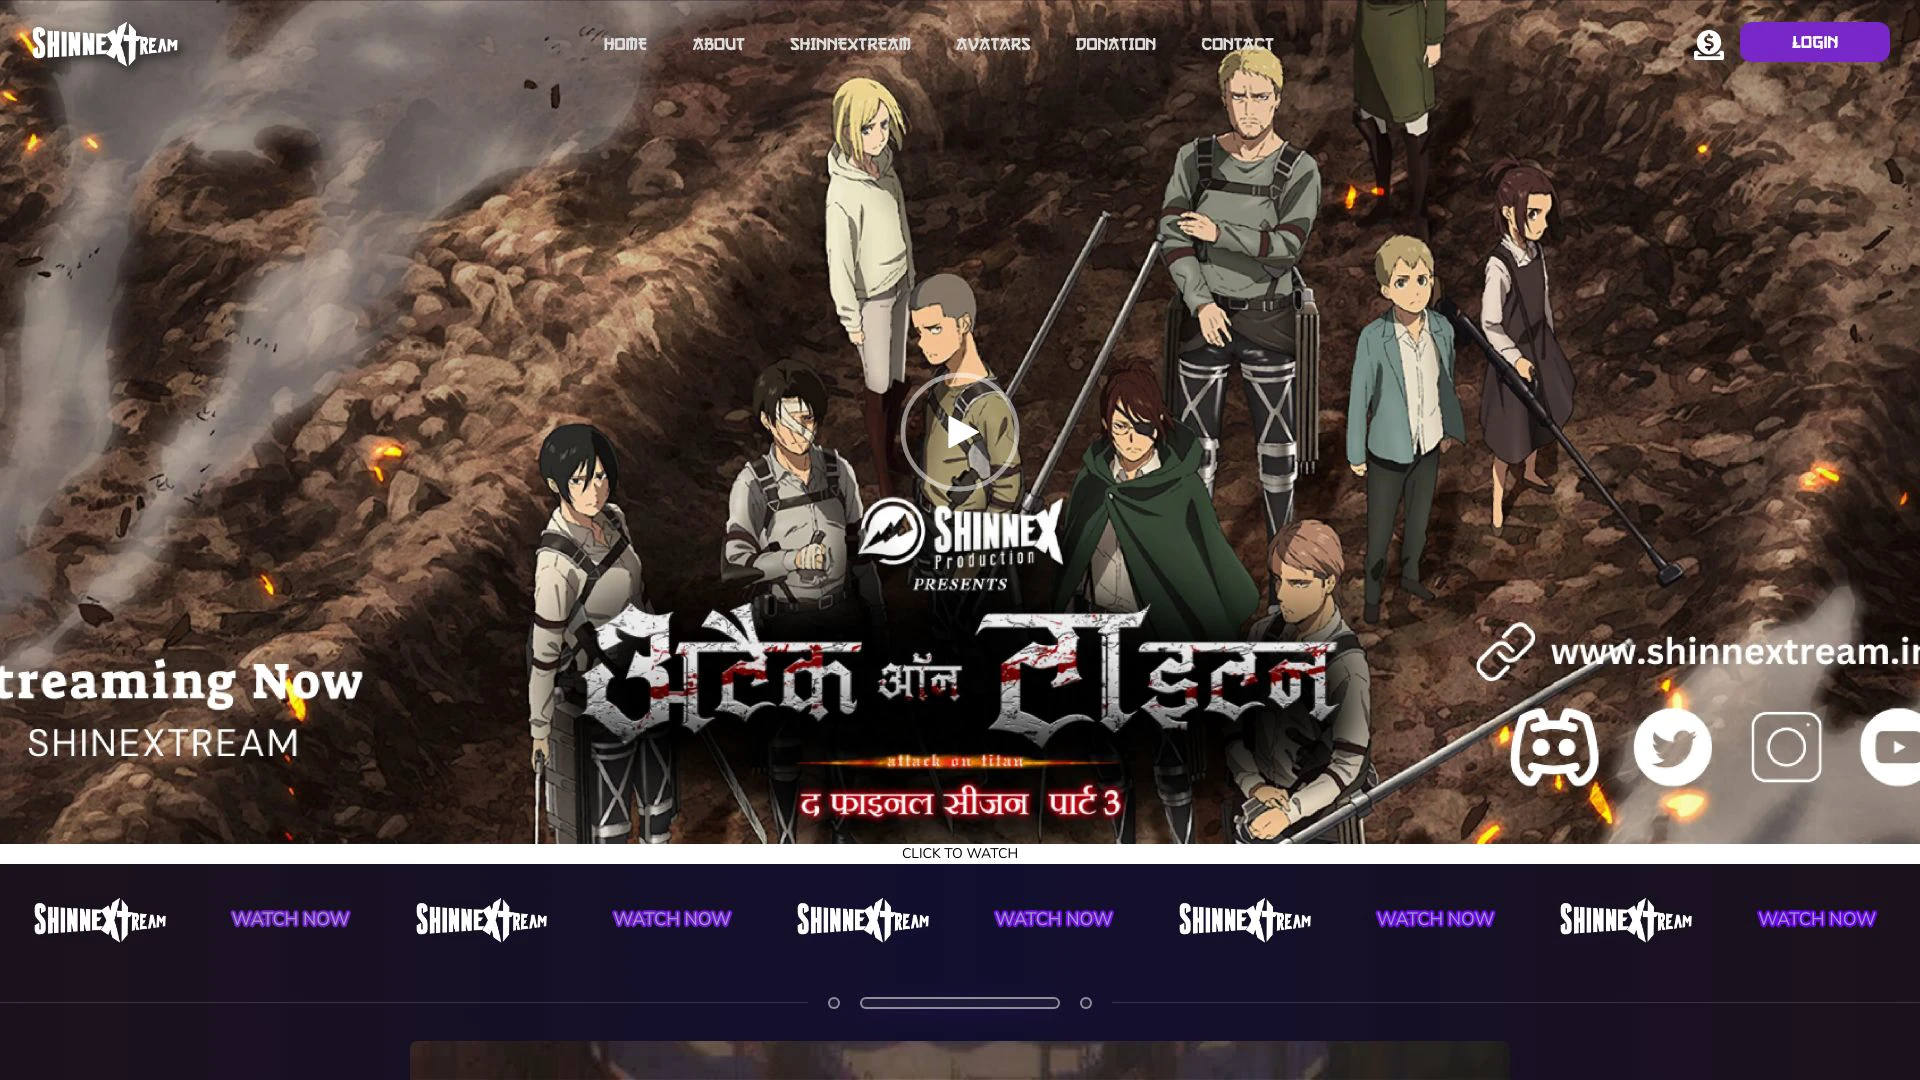 SHINNEXTREAM
HOME ABOUT SHINNEXTREAM AVATARS DONATION CONTACT
LOGIN
SHINNEX
Production
PRESENTS
अटैक ऑन टाइटन
attack on titan
द फाइनल सीजन पार्ट 3
treaming Now
SHINEXTREAM
www.shinnextream.in
CLICK TO WATCH
SHINNEXTREAM WATCH NOW SHINNEXTREAM WATCH NOW SHINNEXTREAM WATCH NOW SHINNEXTREAM WATCH NOW SHINNEXTREAM WATCH NOW